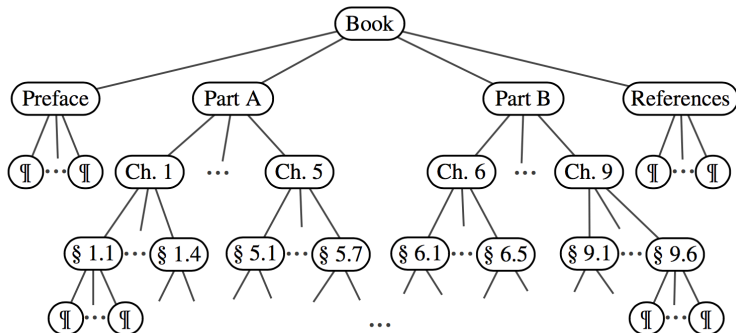 Book
Preface Part A Part B References
¶ ... ¶ Ch. 1 ... Ch. 5 Ch. 6 ... Ch. 9 ¶ ... ¶
§ 1.1 ... § 1.4 § 5.1 ... § 5.7 § 6.1 ... § 6.5 § 9.1 ... § 9.6
¶ ... ¶ ... ¶ ... ¶